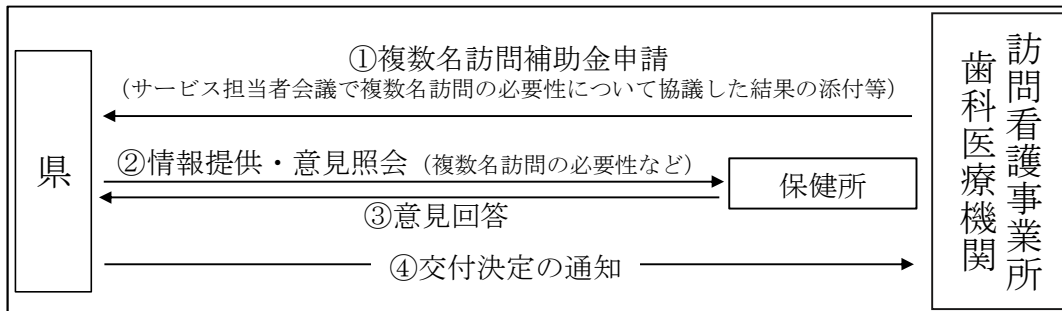 ①複数名訪問補助金申請
（サービス担当者会議で複数名訪問の必要性について協議した結果の添付等）
県
②情報提供・意見照会（複数名訪問の必要性など）
保健所
③意見回答
④交付決定の通知
訪問看護事業所
歯科医療機関